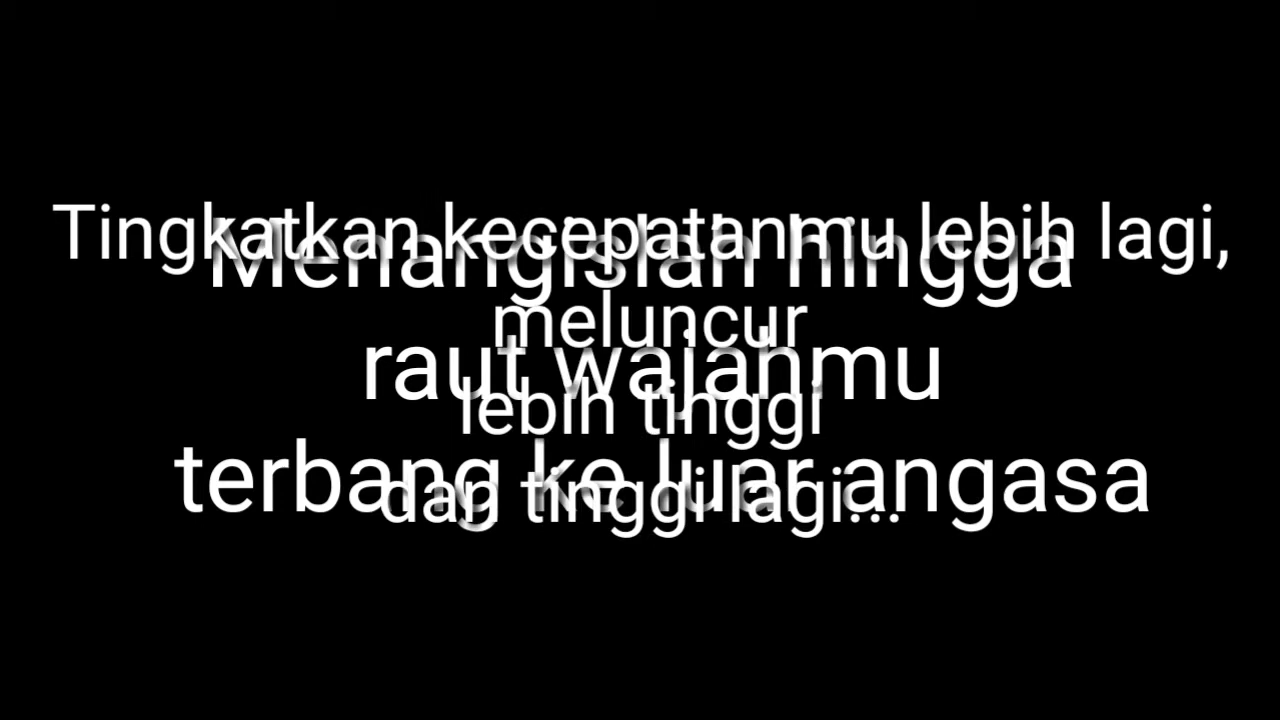 Tingkatkan kecepatanmu lebih lagi,
meluncur
lebih tinggi
dan tinggi lagi...
Menangislah hingga
raut wajahmu
terbang ke luar angasa